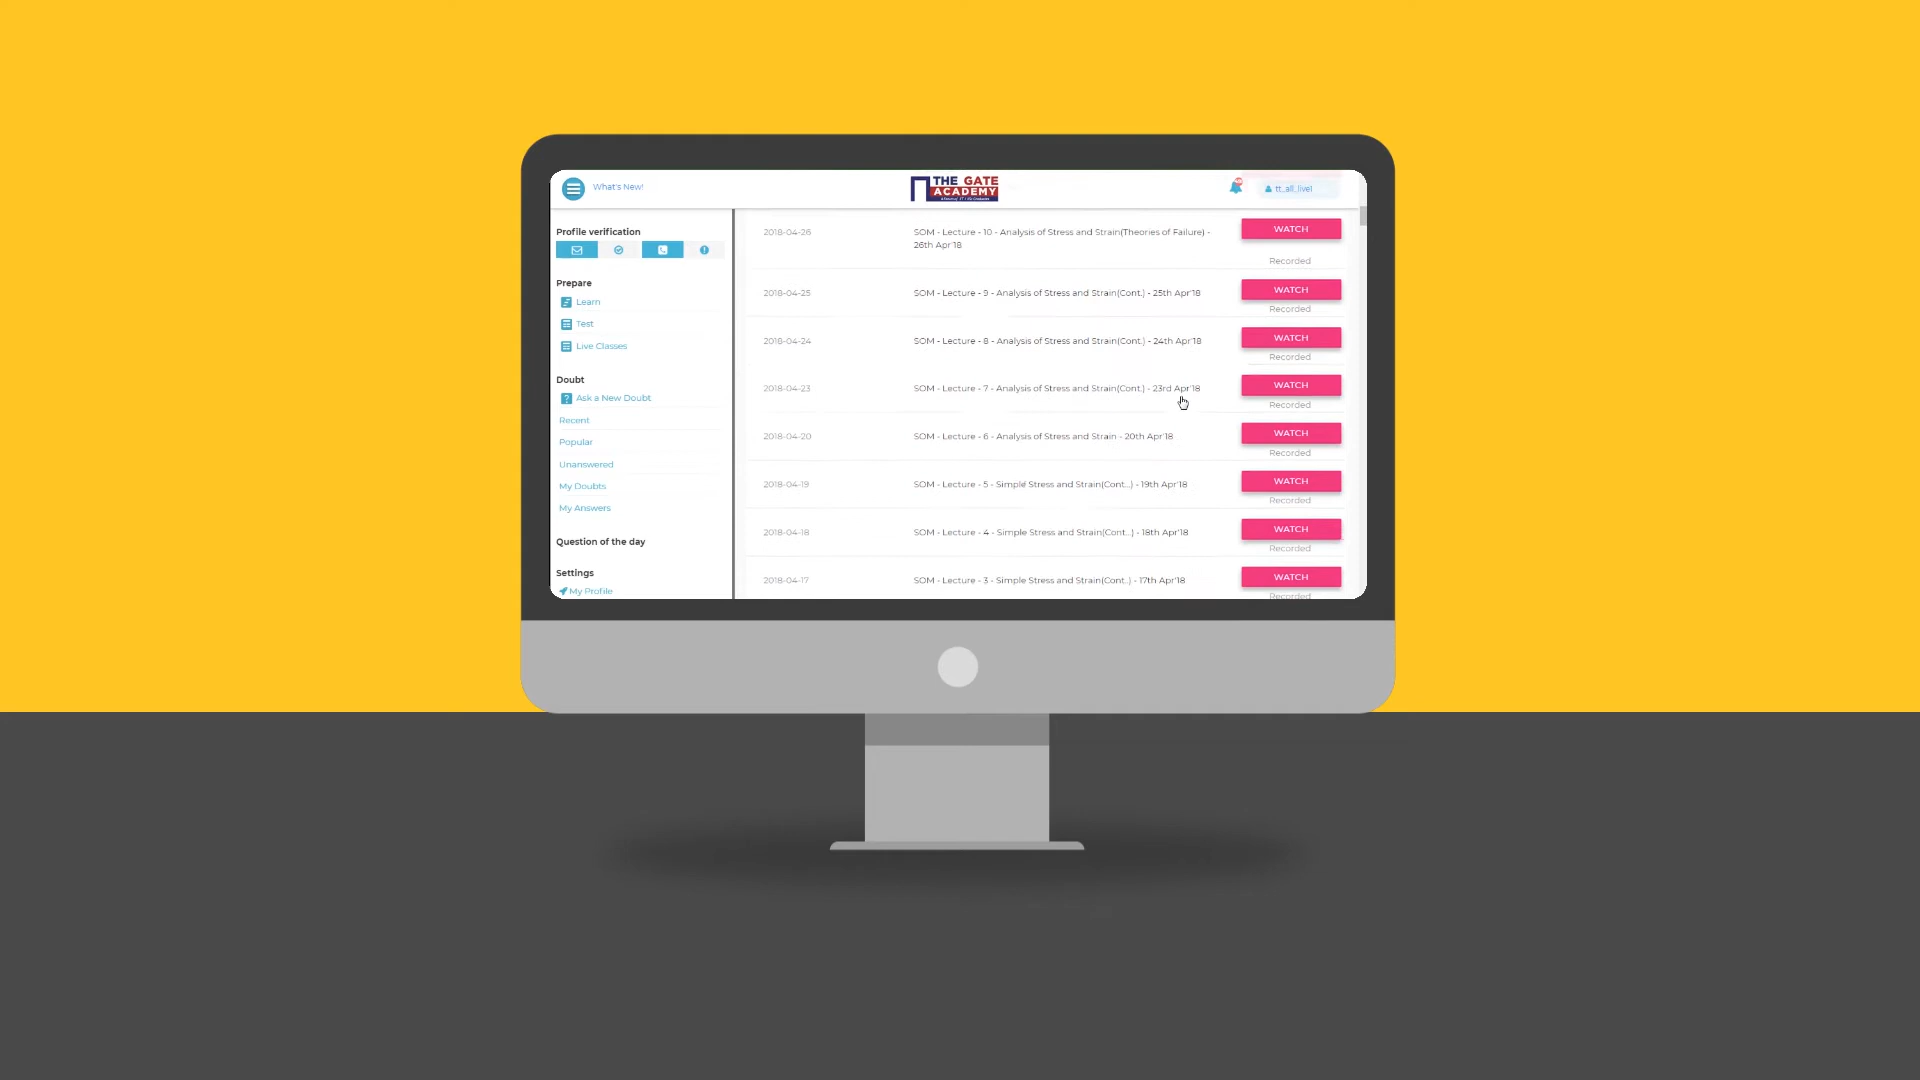 What's New!
THE GATE
ACADEMY
tt_all_live1
Profile verification
Prepare
Learn
Test
Live Classes
Doubt
Ask a New Doubt
Recent
Popular
Unanswered
My Doubts
My Answers
Question of the day
Settings
My Profile
2018-04-26
SOM - Lecture - 10 - Analysis of Stress and Strain(Theories of Failure) -
26th Apr'18
WATCH
Recorded
2018-04-25
SOM - Lecture - 9 - Analysis of Stress and Strain(Cont.) - 25th Apr'18
WATCH
Recorded
2018-04-24
SOM - Lecture - 8 - Analysis of Stress and Strain(Cont.) - 24th Apr'18
WATCH
Recorded
2018-04-23
SOM - Lecture - 7 - Analysis of Stress and Strain(Cont.) - 23rd Apr'18
WATCH
Recorded
2018-04-20
SOM - Lecture - 6 - Analysis of Stress and Strain - 20th Apr'18
WATCH
Recorded
2018-04-19
SOM - Lecture - 5 - Simple Stress and Strain(Cont...) - 19th Apr'18
WATCH
Recorded
2018-04-18
SOM - Lecture - 4 - Simple Stress and Strain(Cont...) - 18th Apr'18
WATCH
Recorded
2018-04-17
SOM - Lecture - 3 - Simple Stress and Strain(Cont..) - 17th Apr'18
WATCH
Recorded